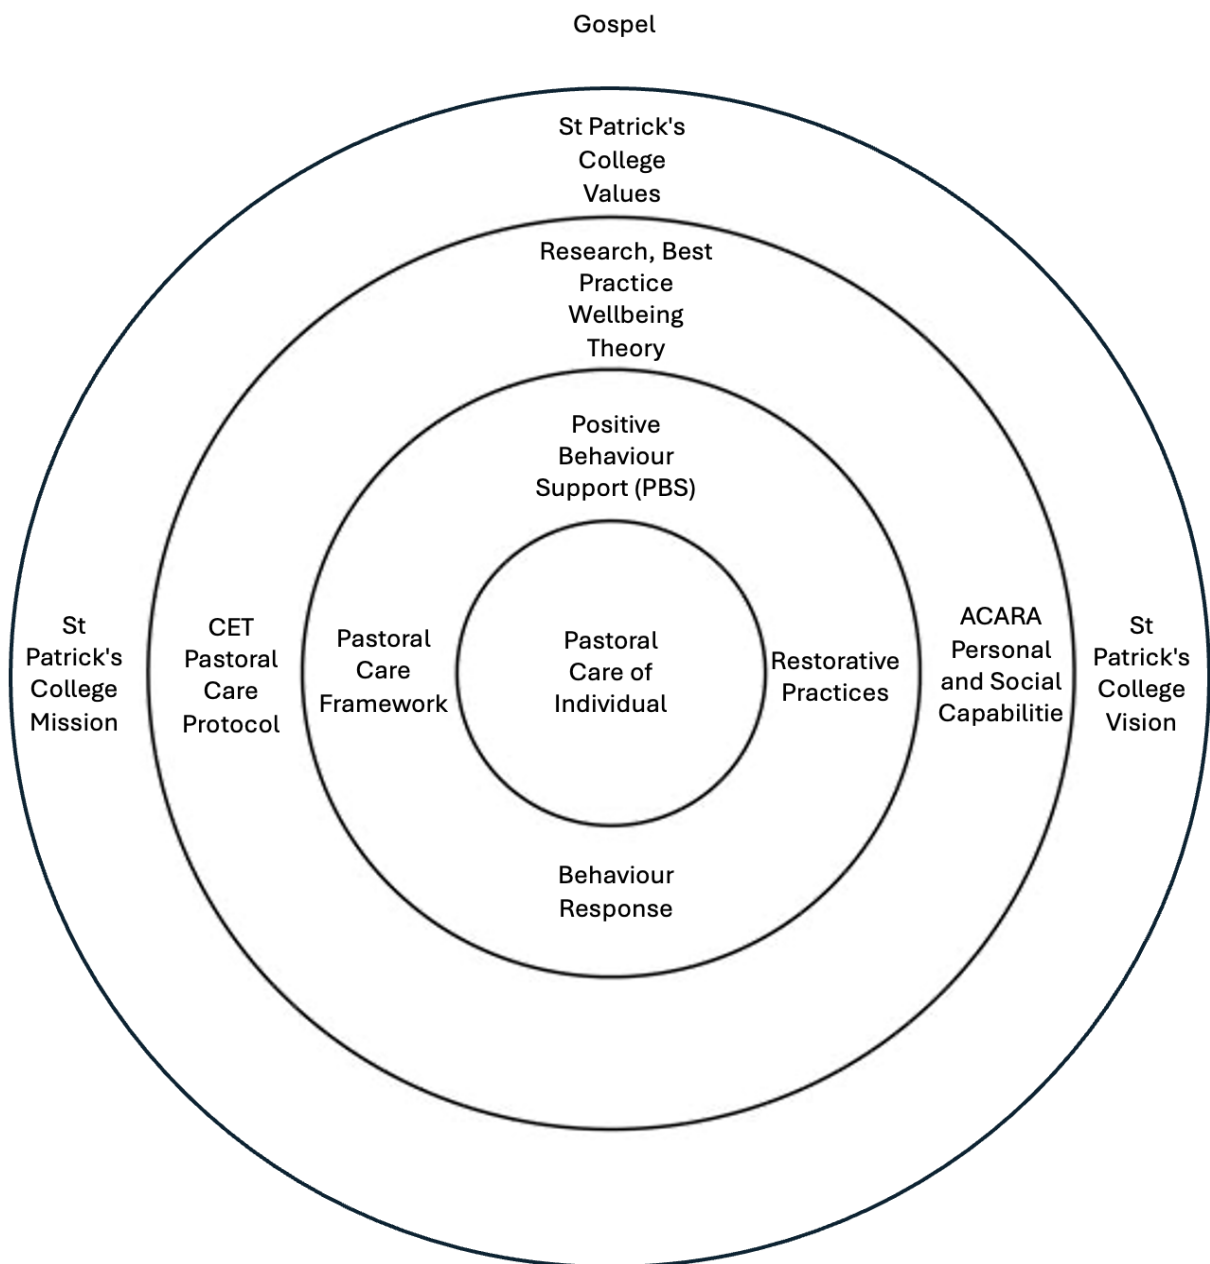 Gospel
St Patrick's
College
Values
Research, Best
Practice
Wellbeing
Theory
Positive
Behaviour
Support (PBS)
St
Patrick's
College
Mission
CET
Pastoral
Care
Protocol
Pastoral
Care
Framework
Pastoral
Care of
Individual
Restorative
Practices
ACARA
Personal
and Social
Capabilitie
St
Patrick's
College
Vision
Behaviour
Response